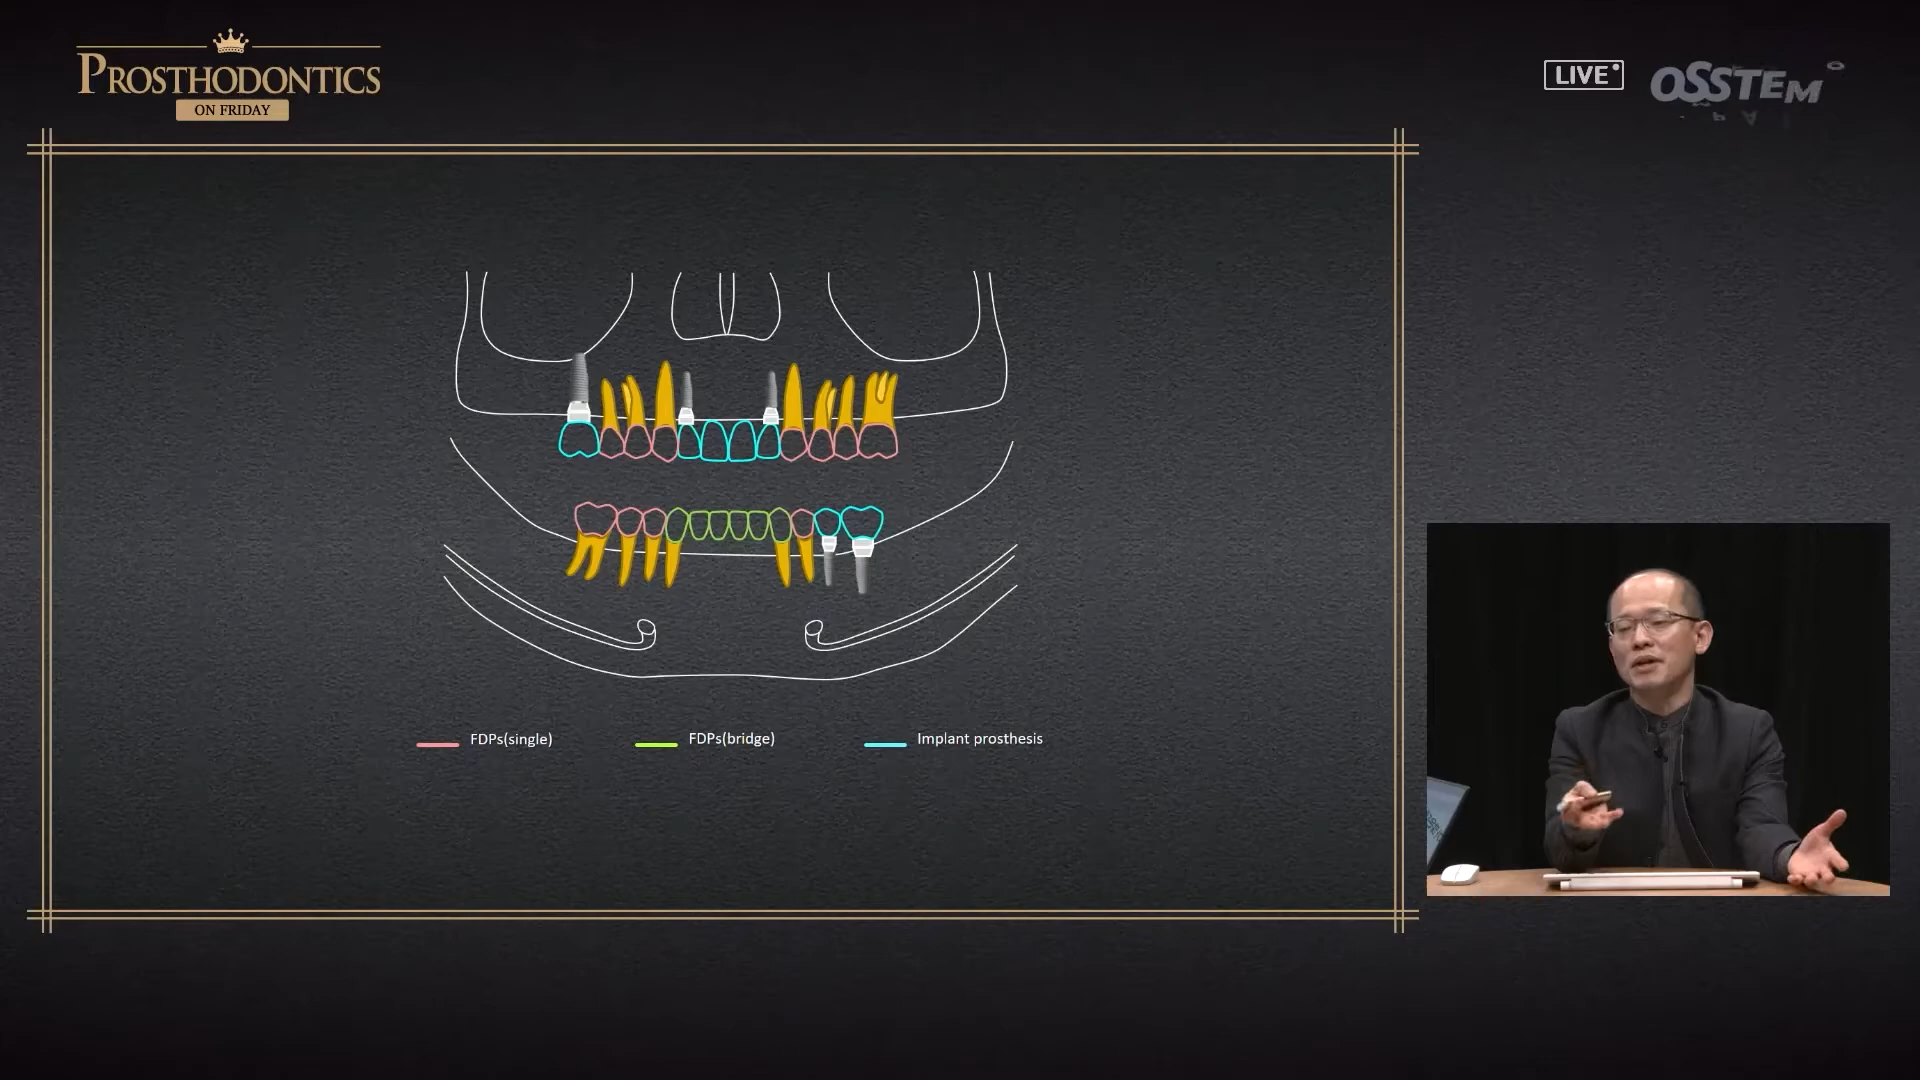 PROSTHODONTICS
ON FRIDAY
LIVE
OSSTEM
FDPs(single)
FDPs(bridge)
Implant prosthesis